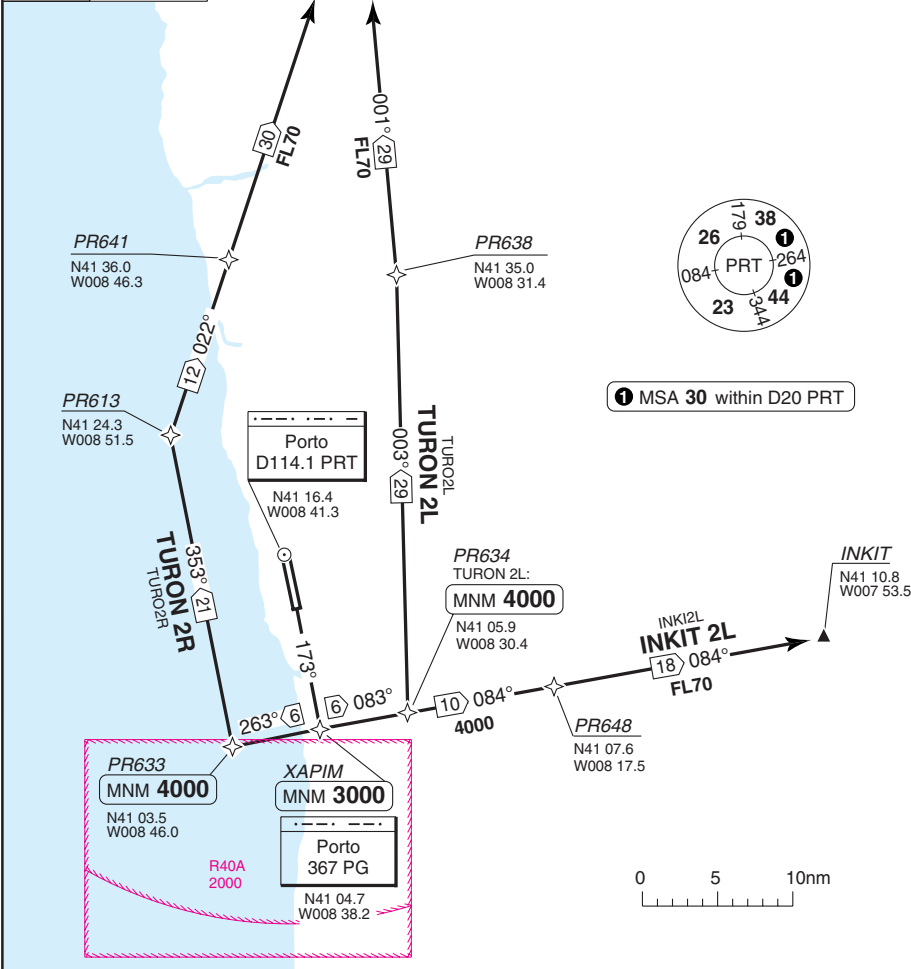 30
FL70
001°
29
FL70
PR641
N41 36.0
W008 46.3
PR638
N41 35.0
W008 31.4
179
38
26
1
PRT
264
084
1
23
44
344
12
022°
1 MSA 30 within D20 PRT
PR613
N41 24.3
W008 51.5
Porto
D114.1 PRT
N41 16.4
W008 41.3
003°
29
TURON 2L
TURO2L
353°
21
TURON 2R
TURO2R
PR634
TURON 2L:
MNM 4000
N41 05.9
W008 30.4
INKIT
N41 10.8
W007 53.5
INKI2L
INKIT 2L
18 084°
FL70
173°
263° 6
6 083°
10 084°
4000
PR648
N41 07.6
W008 17.5
PR633
MNM 4000
N41 03.5
W008 46.0
XAPIM
MNM 3000
Porto
367 PG
N41 04.7
W008 38.2
R40A
2000
0 5 10nm